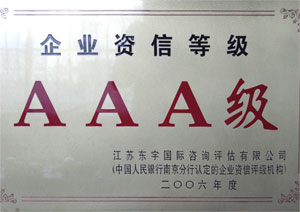 企业资信等级
AAA级
江苏东宇国际咨询评估有限公司
(中国人民银行南京分行认定的企业资信评级机构)
二〇〇六年度